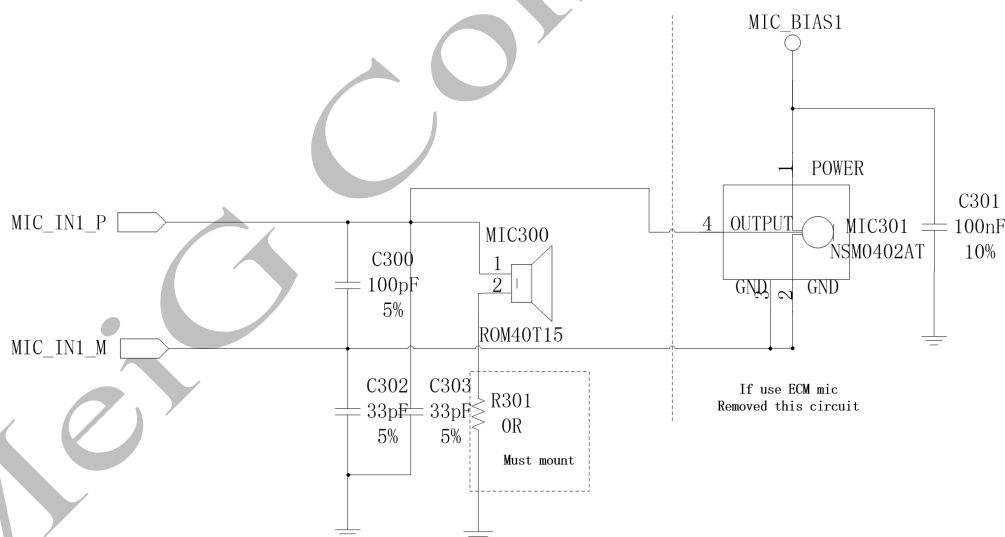 MIC_BIAS1
1
POWER
MIC_IN1_P
MIC300
4
OUTPUT
MIC301
NSM0402AT
C301
100nF
10%
C300
100pF
5%
1
2
GND
3
2
GND
ROM40T15
MIC_IN1_M
C302
33pF
5%
C303
33pF
5%
R301
0R
Must mount
If use ECM mic
Removed this circuit
MeiG Con